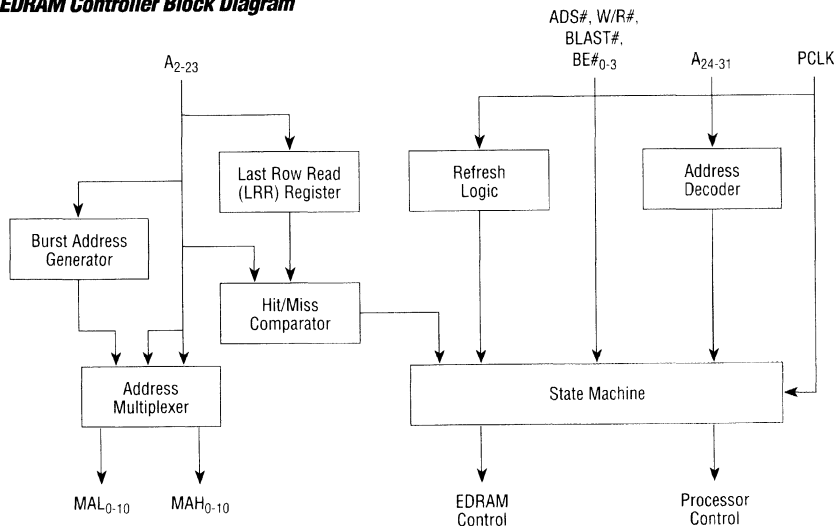 EDRAM Controller Block Diagram
ADS#, W/R#,
BLAST#,
BE#0-3
A2-23
A24-31
PCLK
Last Row Read
(LRR) Register
Refresh
Logic
Address
Decoder
Burst Address
Generator
Hit/Miss
Comparator
Address
Multiplexer
State Machine
MAL0-10
MAH0-10
EDRAM
Control
Processor
Control